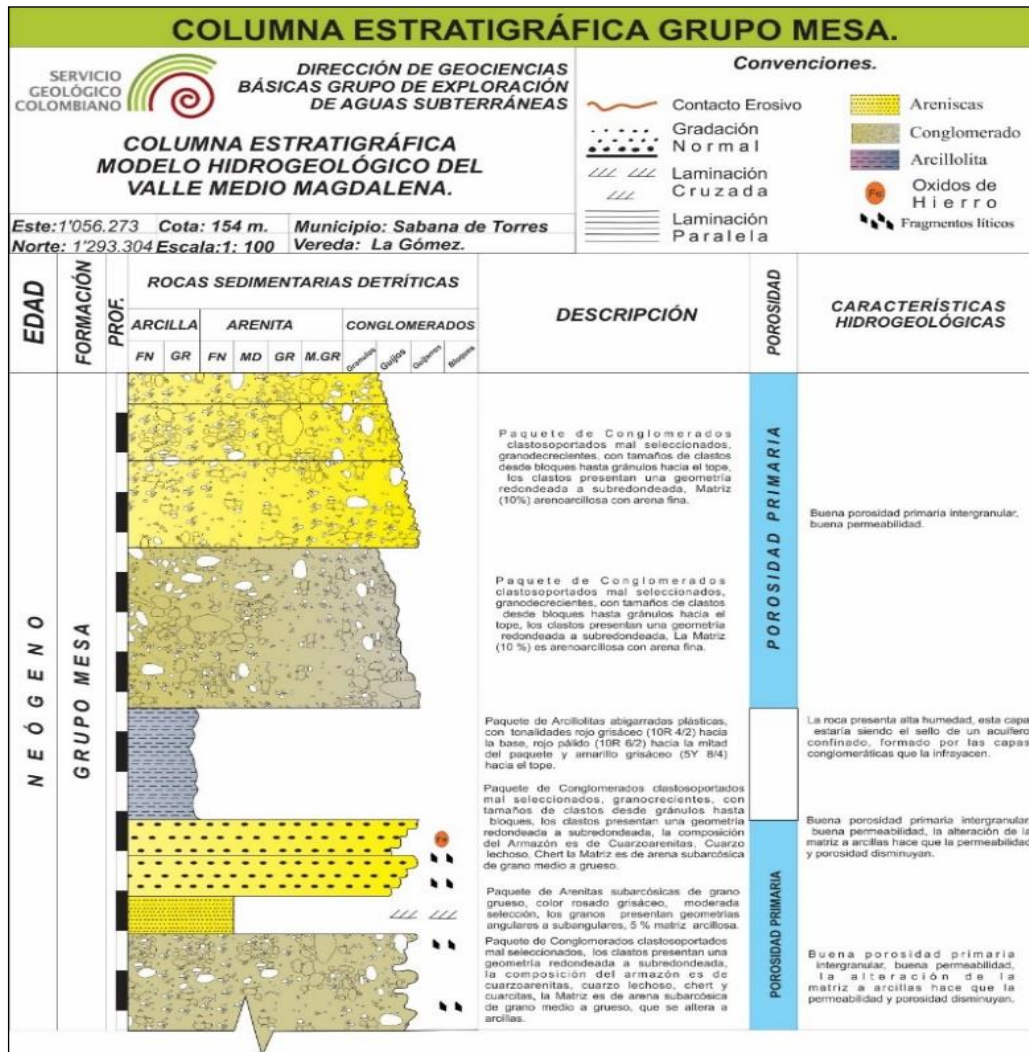 COLUMNA ESTRATIGRÁFICA GRUPO MESA.
SERVICIO
GEOLÓGICO
COLOMBIANO
DIRECCIÓN DE GEOCIENCIAS
BÁSICAS GRUPO DE EXPLORACIÓN
DE AGUAS SUBTERRÁNEAS
COLUMNA ESTRATIGRÁFICA
MODELO HIDROGEOLÓGICO DEL
VALLE MEDIO MAGDALENA.
Este:1'056.273 Cota: 154 m. Municipio: Sabana de Torres
Norte: 1'293.304 Escala:1: 100 Vereda: La Gómez.
Convenciones.
Contacto Erosivo
Gradación
Normal
Laminación
Cruzada
Laminación
Paralela
Areniscas
Conglomerado
Arcillolita
Fe
Oxidos de
Hierro
Fragmentos líticos
EDAD
FORMACIÓN
PROF.
ROCAS SEDIMENTARIAS DETRÍTICAS
ARCILLA ARENITA CONGLOMERADOS
FN GR FN MD GR M.GR Granulos Guijos Guijarros Bloques
DESCRIPCIÓN
POROSIDAD
CARACTERÍSTICAS
HIDROGEOLÓGICAS
NEÓGENO
GRUPO MESA
Paquete de Conglomerados
clastosoportados mal seleccionados,
granodecrecientes, con tamaños de clastos
desde bloques hasta gránulos hacia el tope,
los clastos presentan una geometría
redondeada a subredondeada, Matriz
(10%) arenoarcillosa con arena fina.
POROSIDAD PRIMARIA
Buena porosidad primaria intergranular,
buena permeabilidad.
Paquete de Conglomerados
clastosoportados mal seleccionados,
granodecrecientes, con tamaños de clastos
desde bloques hasta gránulos hacia el
tope, los clastos presentan una geometría
redondeada a subredondeada, La Matriz
(10 %) es arenoarcillosa con arena fina.
Paquete de Arcillolitas abigarradas plásticas,
con tonalidades rojo grisáceo (10R 4/2) hacia
la base, rojo pálido (10R 6/2) hacia la mitad
del paquete y amarillo grisáceo (5Y 8/4)
hacia el tope.
La roca presenta alta humedad, esta capa
estaría siendo el sello de un acuífero
confinado, formado por las capas
conglomeráticas que la infrayacen.
Fe
Paquete de Conglomerados clastosoportados
mal seleccionados, granocrecientes, con
tamaños de clastos desde gránulos hasta
bloques, los clastos presentan una geometría
redondeada a subredondeada, la composición
del Armazón es de Cuarzoarenitas, Cuarzo
lechoso, Chert la Matriz es de arena subarcósica
de grano medio a grueso.
Buena porosidad primaria intergranular,
buena permeabilidad, la alteración de la
matriz a arcillas hace que la permeabilidad
y porosidad disminuyan.
Paquete de Arenitas subarcósicas de grano
grueso, color rosado grisáceo, moderada
selección, los granos presentan geometrías
angulares a subangulares, 5 % matriz arcillosa.
POROSIDAD PRIMARIA
Paquete de Conglomerados clastosoportados
mal seleccionados, los clastos presentan una
geometría redondeada a subredondeada,
la composición del armazón es de
cuarzoarenitas, cuarzo lechoso, chert y
cuarcitas, la Matriz es de arena subarcósica
de grano medio a grueso, que se altera a
arcillas.
Buena porosidad primaria
intergranular, buena permeabilidad,
la alteración de la
matriz a arcillas hace que la
permeabilidad y porosidad disminuyan.